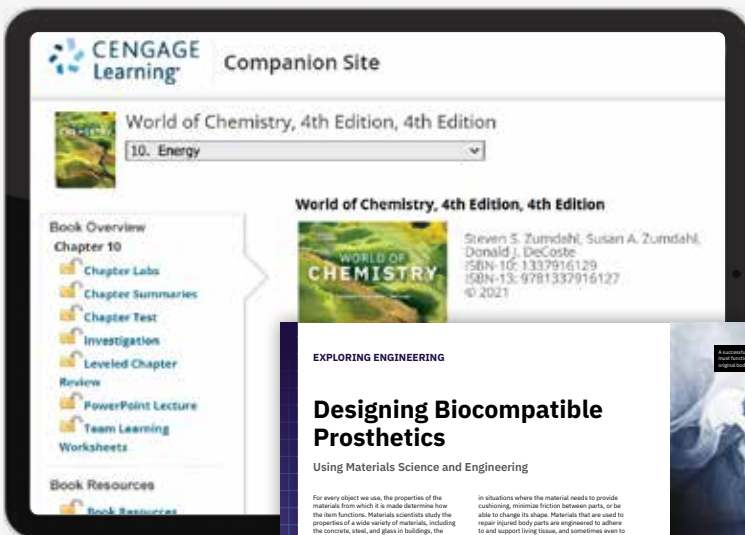 CENGAGE
Learning
Companion Site
World of Chemistry, 4th Edition, 4th Edition
10. Energy
World of Chemistry, 4th Edition, 4th Edition
Book Overview
Chapter 10
Chapter Labs
Chapter Summaries
Chapter Test
Investigation
Leveled Chapter
Review
PowerPoint Lecture
Team Learning
Worksheets
Book Resources
Book Resources
WORLD OF
CHEMISTRY
Steven S. Zumdahl, Susan A. Zumdahl,
Donald J. DeCoste
ISBN-10: 1337916129
ISBN-13: 9781337916127
© 2021
EXPLORING ENGINEERING
Designing Biocompatible
Prosthetics
Using Materials Science and Engineering
For every object we use, the properties of the
materials from which it is made determine how
the item functions. Materials scientists study the
properties of a wide variety of materials, including
the concrete, steel, and glass in buildings, the
in situations where the material needs to provide
cushioning, minimize friction between parts, or be
able to change its shape. Materials that are used to
repair injured body parts are engineered to adhere
to and support living tissue, and sometimes even to
A successful
must functi
original bod